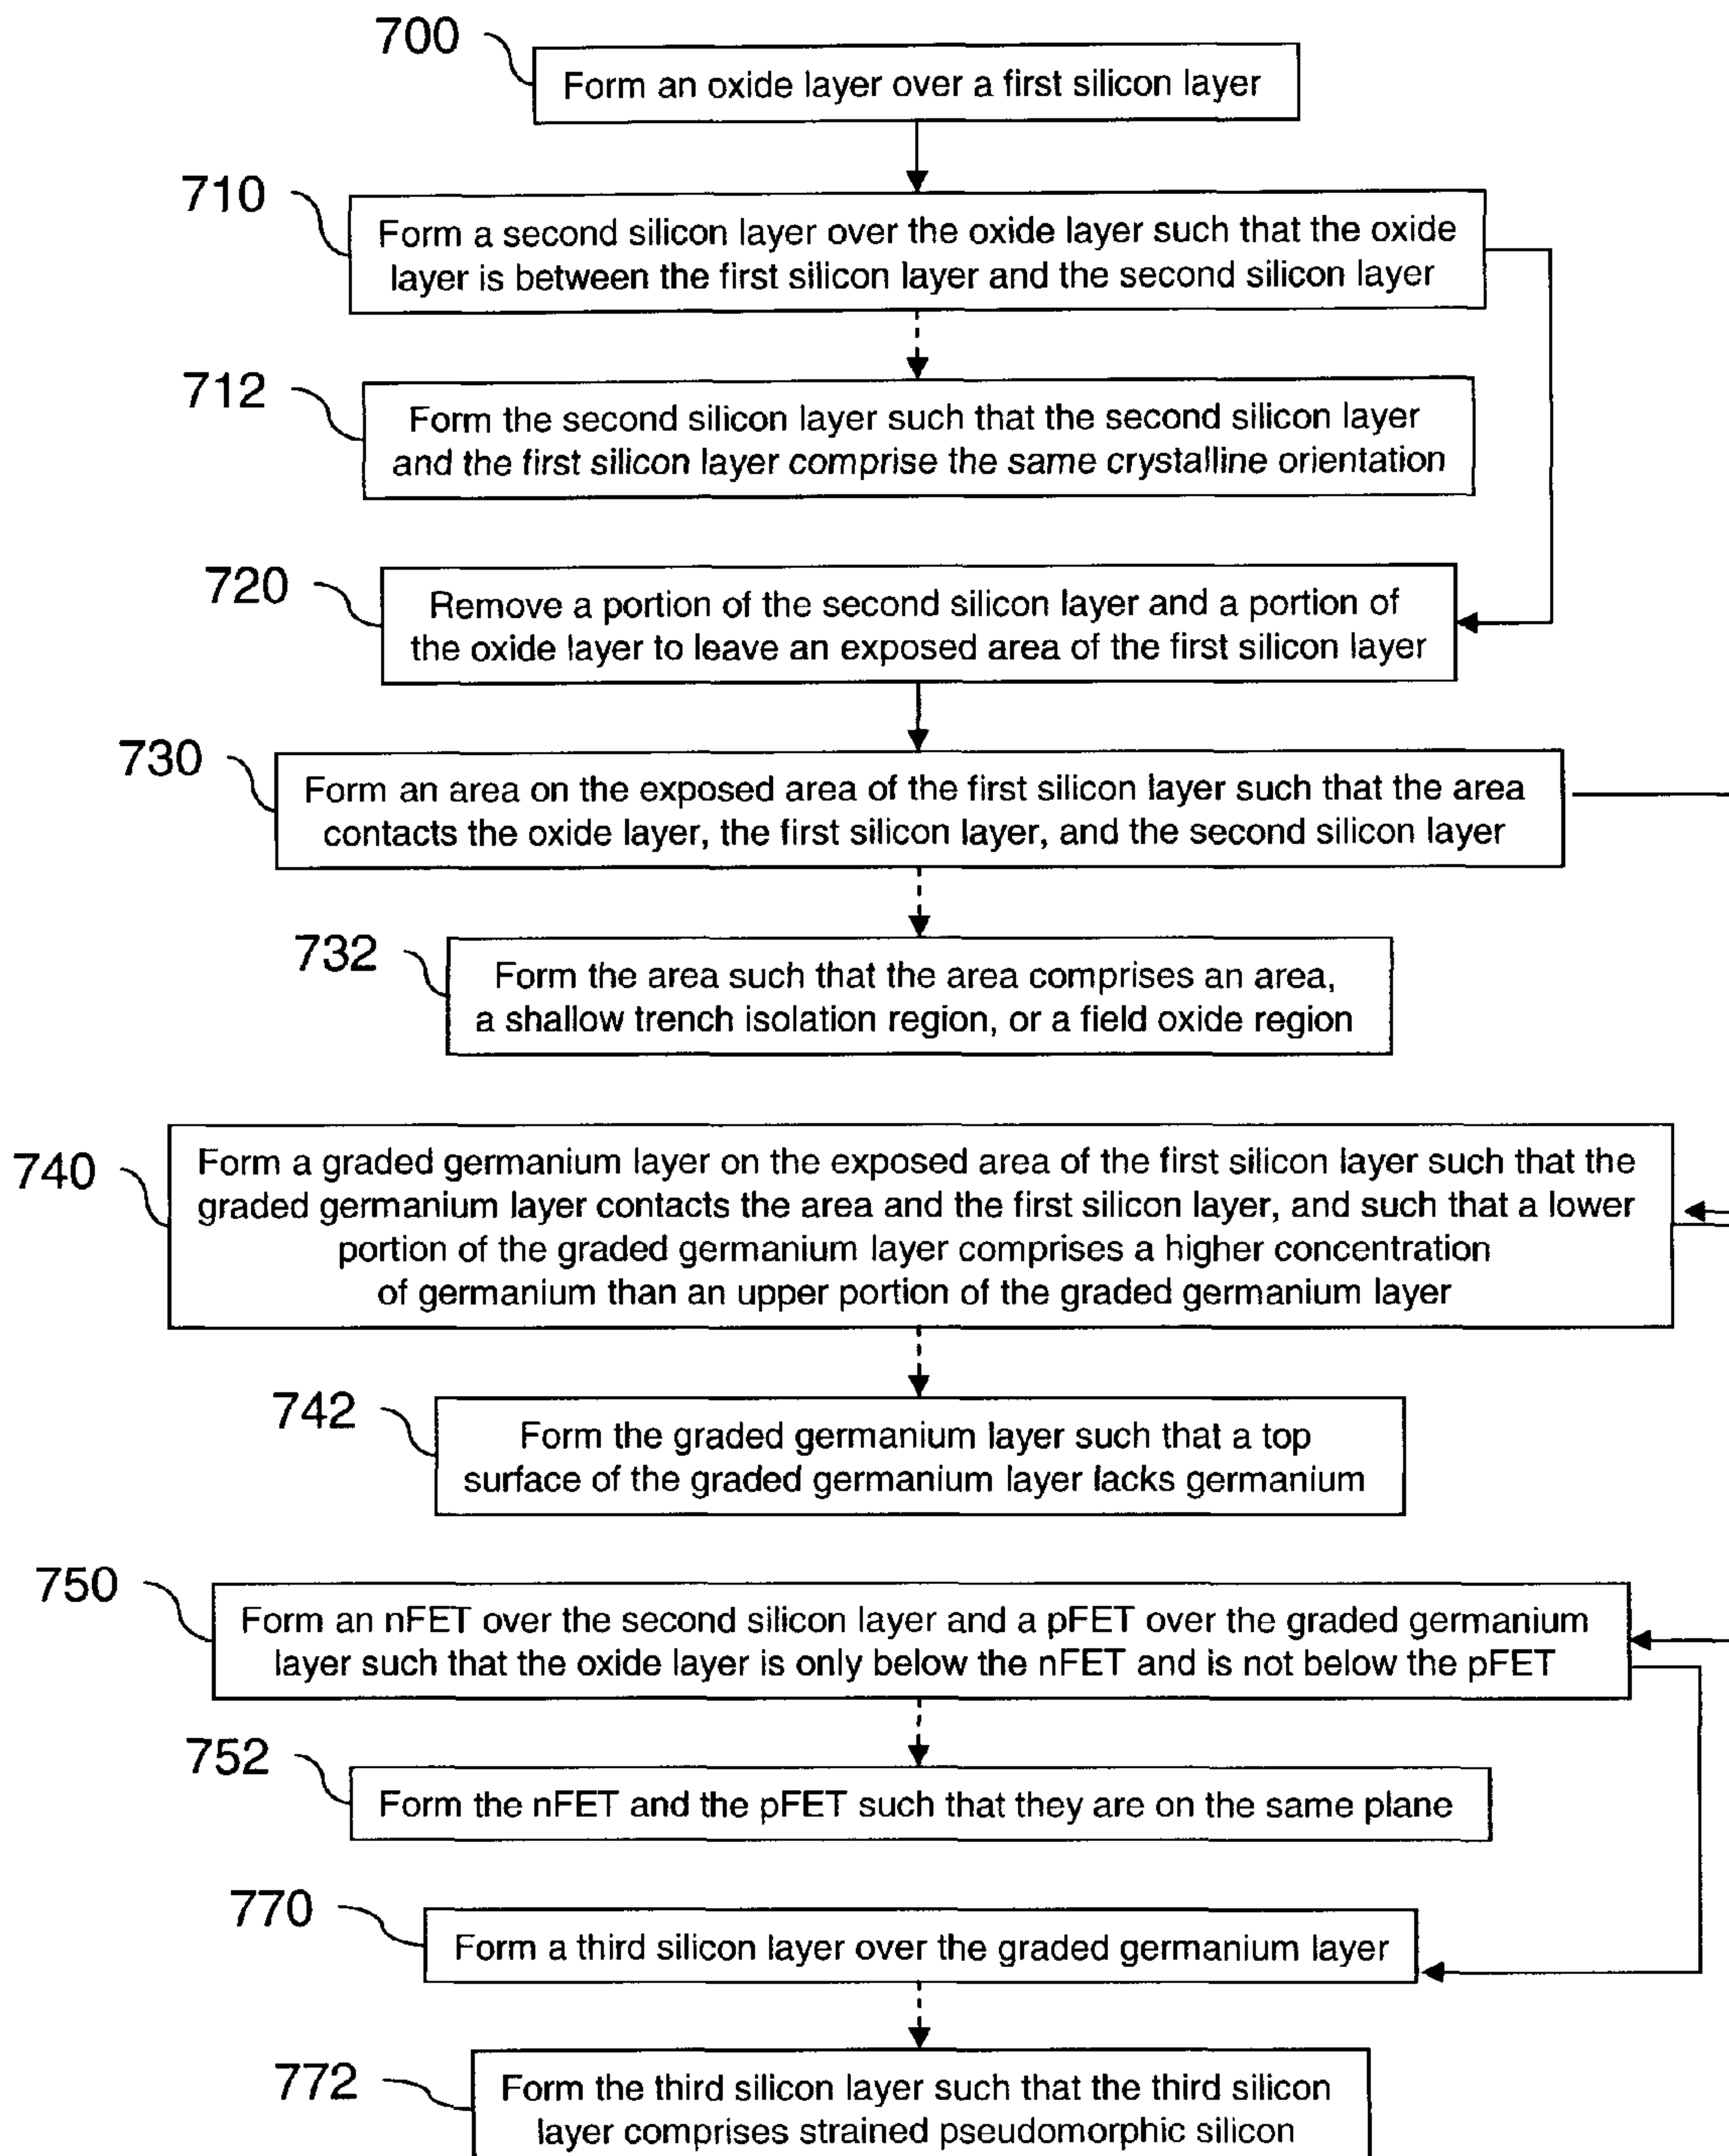 700
Form an oxide layer over a first silicon layer
710
Form a second silicon layer over the oxide layer such that the oxide
layer is between the first silicon layer and the second silicon layer
712
Form the second silicon layer such that the second silicon layer
and the first silicon layer comprise the same crystalline orientation
720
Remove a portion of the second silicon layer and a portion of
the oxide layer to leave an exposed area of the first silicon layer
730
Form an area on the exposed area of the first silicon layer such that the area
contacts the oxide layer, the first silicon layer, and the second silicon layer
732
Form the area such that the area comprises an area,
a shallow trench isolation region, or a field oxide region
740
Form a graded germanium layer on the exposed area of the first silicon layer such that the
graded germanium layer contacts the area and the first silicon layer, and such that a lower
portion of the graded germanium layer comprises a higher concentration
of germanium than an upper portion of the graded germanium layer
742
Form the graded germanium layer such that a top
surface of the graded germanium layer lacks germanium
750
Form an nFET over the second silicon layer and a pFET over the graded germanium
layer such that the oxide layer is only below the nFET and is not below the pFET
752
Form the nFET and the pFET such that they are on the same plane
770
Form a third silicon layer over the graded germanium layer
772
Form the third silicon layer such that the third silicon
layer comprises strained pseudomorphic silicon